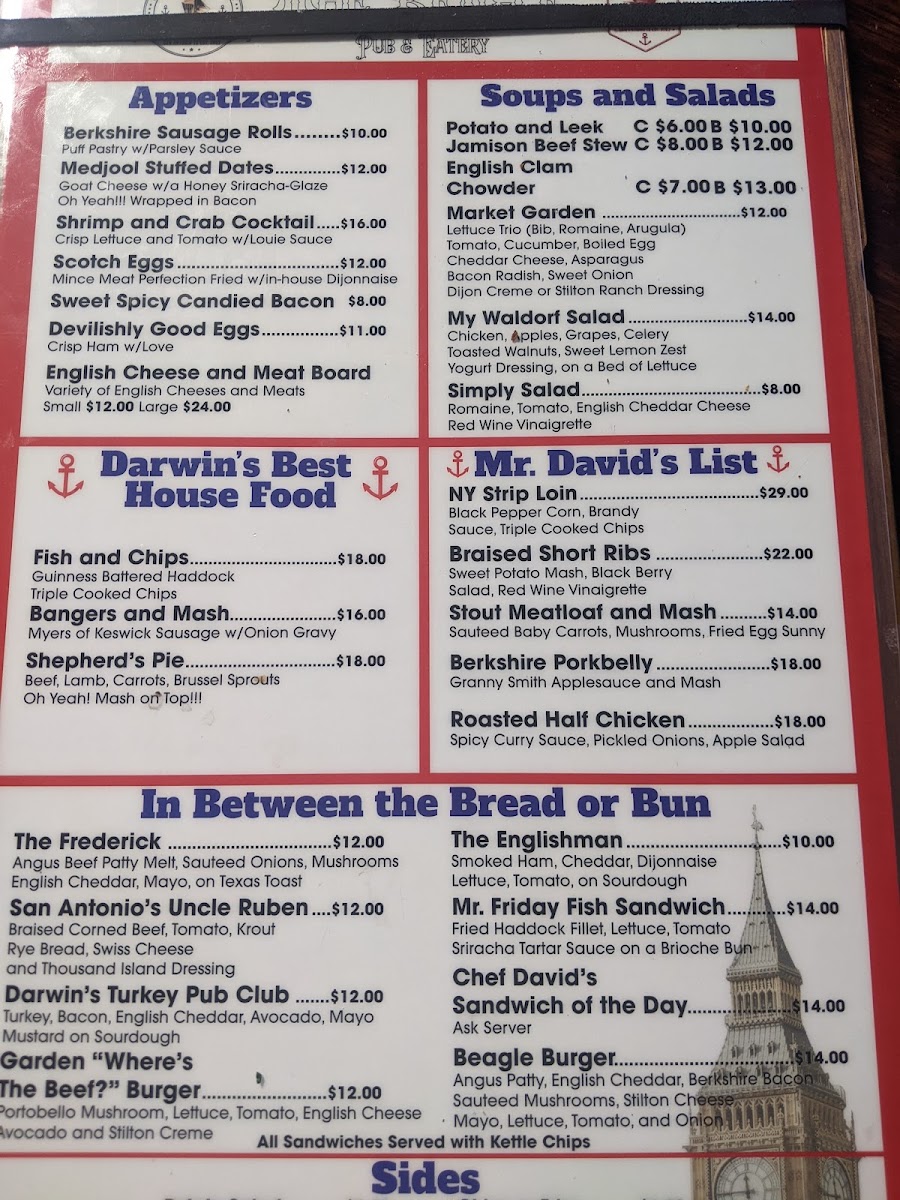 Pub & Eatery
Appetizers
Berkshire Sausage Rolls........$10.00
Puff Pastry w/Parsley Sauce
Medjool Stuffed Dates..............$12.00
Goat Cheese w/a Honey Sriracha-Glaze
Oh Yeah!!! Wrapped in Bacon
Shrimp and Crab Cocktail.....$16.00
Crisp Lettuce and Tomato w/Louie Sauce
Scotch Eggs...................................$12.00
Mince Meat Perfection Fried w/in-house Dijonnaise
Sweet Spicy Candied Bacon $8.00
Devilishly Good Eggs.................$11.00
Crisp Ham w/Love
English Cheese and Meat Board
Variety of English Cheeses and Meats
Small $12.00 Large $24.00
Soups and Salads
Potato and Leek C $6.00 B $10.00
Jamison Beef Stew C $8.00 B $12.00
English Clam
Chowder C $7.00 B $13.00
Market Garden ..............................$12.00
Lettuce Trio (Bib, Romaine, Arugula)
Tomato, Cucumber, Boiled Egg
Cheddar Cheese, Asparagus
Bacon Radish, Sweet Onion
Dijon Creme or Stilton Ranch Dressing
My Waldorf Salad..........................$14.00
Chicken, Apples, Grapes, Celery
Toasted Walnuts, Sweet Lemon Zest
Yogurt Dressing, on a Bed of Lettuce
Simply Salad.......................................$8.00
Romaine, Tomato, English Cheddar Cheese
Red Wine Vinaigrette
Darwin's Best
House Food
Fish and Chips................................$18.00
Guinness Battered Haddock
Triple Cooked Chips
Bangers and Mash.......................$16.00
Myers of Keswick Sausage w/Onion Gravy
Shepherd's Pie.................................$18.00
Beef, Lamb, Carrots, Brussel Sprouts
Oh Yeah! Mash on Top!!!
Mr. David's List
NY Strip Loin.......................................$29.00
Black Pepper Corn, Brandy
Sauce, Triple Cooked Chips
Braised Short Ribs .......................$22.00
Sweet Potato Mash, Black Berry
Salad, Red Wine Vinaigrette
Stout Meatloaf and Mash ..........$14.00
Sauteed Baby Carrots, Mushrooms, Fried Egg Sunny
Berkshire Porkbelly.........................$18.00
Granny Smith Applesauce and Mash
Roasted Half Chicken...................$18.00
Spicy Curry Sauce, Pickled Onions, Apple Salad
In Between the Bread or Bun
The Frederick ...................................$12.00
Angus Beef Patty Melt, Sauteed Onions, Mushrooms
English Cheddar, Mayo, on Texas Toast
San Antonio's Uncle Ruben....$12.00
Braised Corned Beef, Tomato, Krout
Rye Bread, Swiss Cheese
and Thousand Island Dressing
Darwin's Turkey Pub Club .......$12.00
Turkey, Bacon, English Cheddar, Avocado, Mayo
Mustard on Sourdough
Garden "Where's
The Beef?" Burger..........................$12.00
Portobello Mushroom, Lettuce, Tomato, English Cheese
Avocado and Stilton Creme
The Englishman.................................$10.00
Smoked Ham, Cheddar, Dijonnaise
Lettuce, Tomato, on Sourdough
Mr. Friday Fish Sandwich............$14.00
Fried Haddock Fillet, Lettuce, Tomato
Sriracha Tartar Sauce on a Brioche Bun
Chef David's
Sandwich of the Day.....................$14.00
Ask Server
Beagle Burger....................................$14.00
Angus Patty, English Cheddar, Berkshire Bacon
Sauteed Mushrooms, Stilton Cheese
Mayo, Lettuce, Tomato, and Onion
All Sandwiches Served with Kettle Chips
Sides